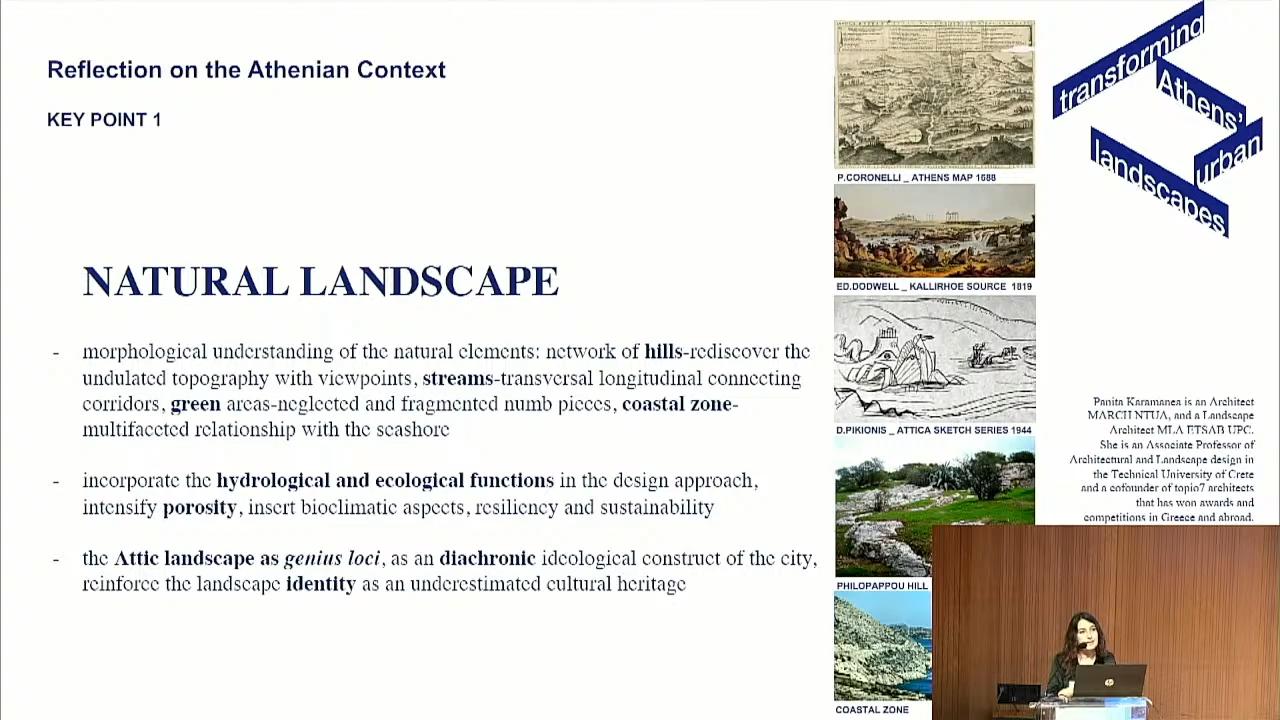 Reflection on the Athenian Context
KEY POINT 1
NATURAL LANDSCAPE
- morphological understanding of the natural elements: network of hills-rediscover the
undulated topography with viewpoints, streams-transversal longitudinal connecting
corridors, green areas-neglected and fragmented numb pieces, coastal zone-
multifaceted relationship with the seashore
- incorporate the hydrological and ecological functions in the design approach,
intensify porosity, insert bioclimatic aspects, resiliency and sustainability
- the Attic landscape as genius loci, as an diachronic ideological construct of the city,
reinforce the landscape identity as an underestimated cultural heritage
P.CORONELLI _ ATHENS MAP 1688
ED.DODWELL _ KALLIRHOE SOURCE 1819
D.PIKIONIS _ ATTICA SKETCH SERIES 1944
PHILOPAPPOU HILL
COASTAL ZONE
transforming
Athens'
urban
landscapes
Panita Karamanea is an Architect
MARCH NTUA, and a Landscape
Architect MLA ETSAB UPC.
She is an Associate Professor of
Architectural and Landscape design in
the Technical University of Crete
and a cofounder of topio7 architects
that has won awards and
competitions in Greece and abroad.
hp